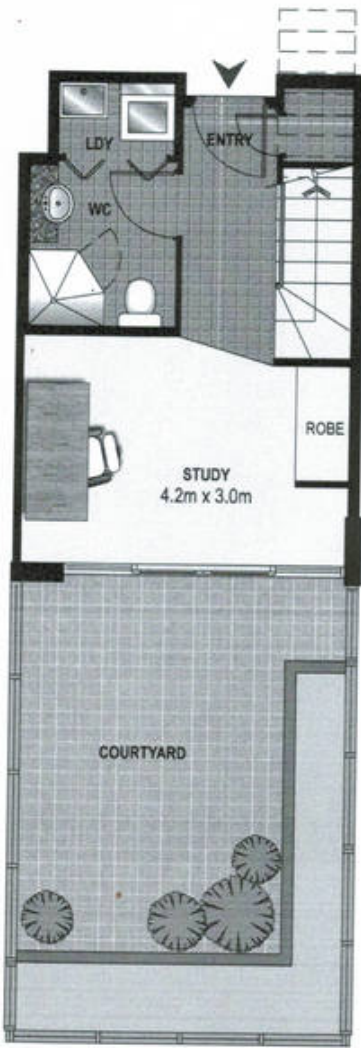 LDY
ENTRY
WC
ROBE
STUDY
4.2m x 3.0m
COURTYARD